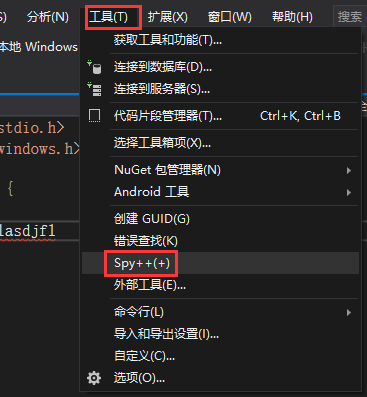 (S) 分析(N) 工具(T) 扩展(X) 窗口(W) 帮助(H) 搜索
本地 Windows
获取工具和功能(T)...
连接到数据库(D)...
连接到服务器(S)...
代码片段管理器(T)... Ctrl+K, Ctrl+B
选择工具箱项(X)...
stdio.h>
windows.h>
NuGet 包管理器(N)
Android 工具
{
创建 GUID(G)
lasdjfl
错误查找(K)
Spy++(+)
外部工具(E)...
命令行(L)
导入和导出设置(I)...
自定义(C)...
选项(O)...